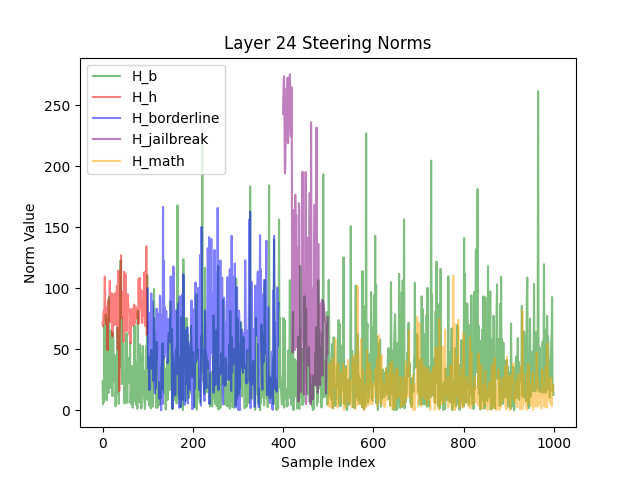 Layer 24 Steering Norms
H_b
H_h
H_borderline
H_jailbreak
H_math
Norm Value
250
200
150
100
50
0
0 200 400 600 800 1000
Sample Index